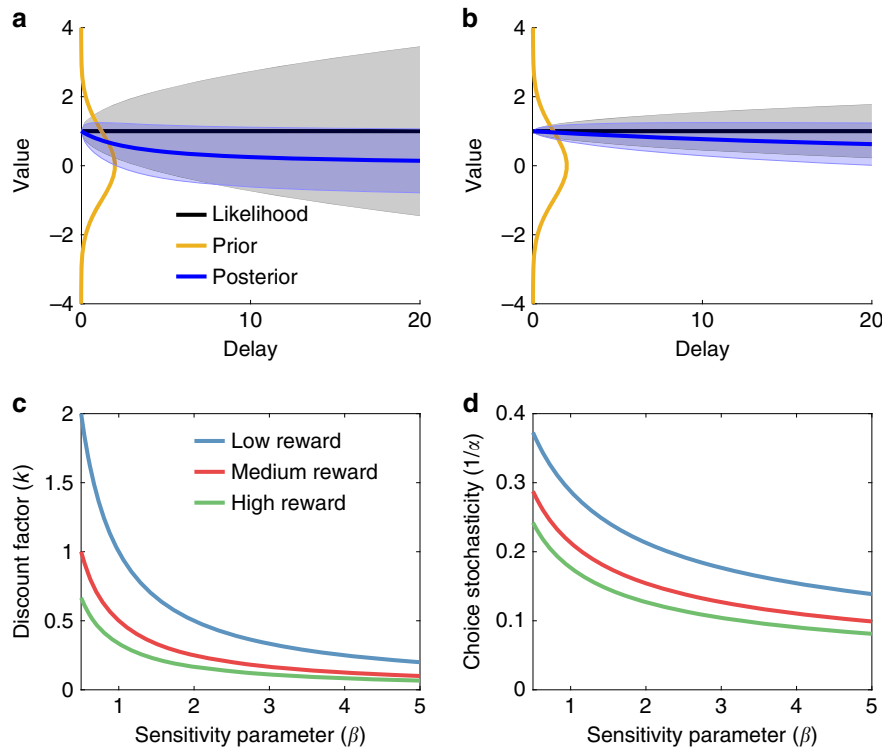 a
4
2
0
−2
−4
Value
Likelihood
Prior
Posterior
0
10
20
Delay
b
4
2
0
−2
−4
Value
0
10
20
Delay
c
2
1.5
1
0.5
0
Discount factor (k)
Low reward
Medium reward
High reward
1
2
3
4
5
Sensitivity parameter (β)
d
0.4
0.3
0.2
0.1
0
Choice stochasticity (1/α)
1
2
3
4
5
Sensitivity parameter (β)